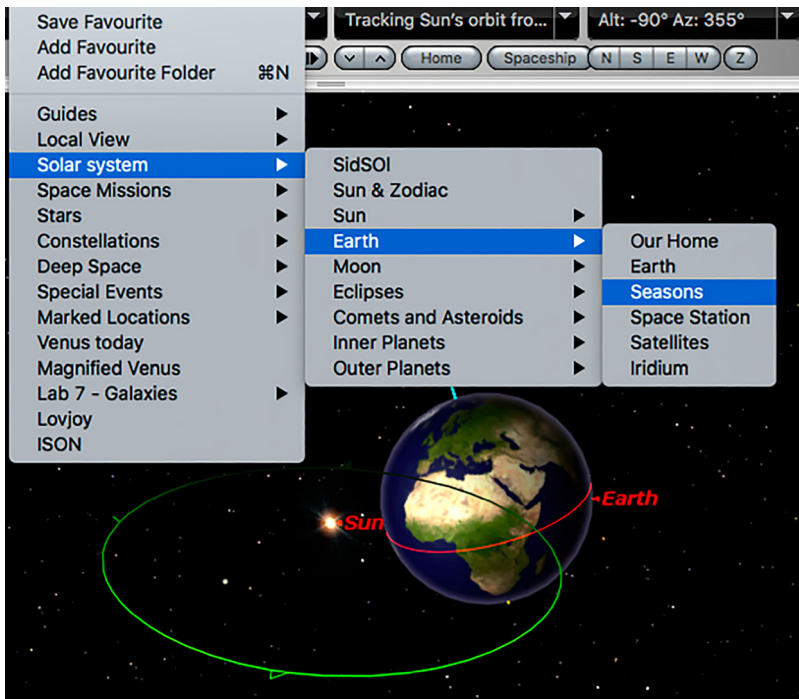 Save Favourite
Add Favourite
Add Favourite Folder ⌘N
Tracking Sun's orbit fro... Alt: -90° Az: 355°
Home Spaceship N S E W Z
Guides
Local View
Solar system
Space Missions
Stars
Constellations
Deep Space
Special Events
Marked Locations
Venus today
Magnified Venus
Lab 7 - Galaxies
Lovjoy
ISON
SidSOl
Sun & Zodiac
Sun
Earth
Moon
Eclipses
Comets and Asteroids
Inner Planets
Outer Planets
Our Home
Earth
Seasons
Space Station
Satellites
Iridium
Sun
Earth